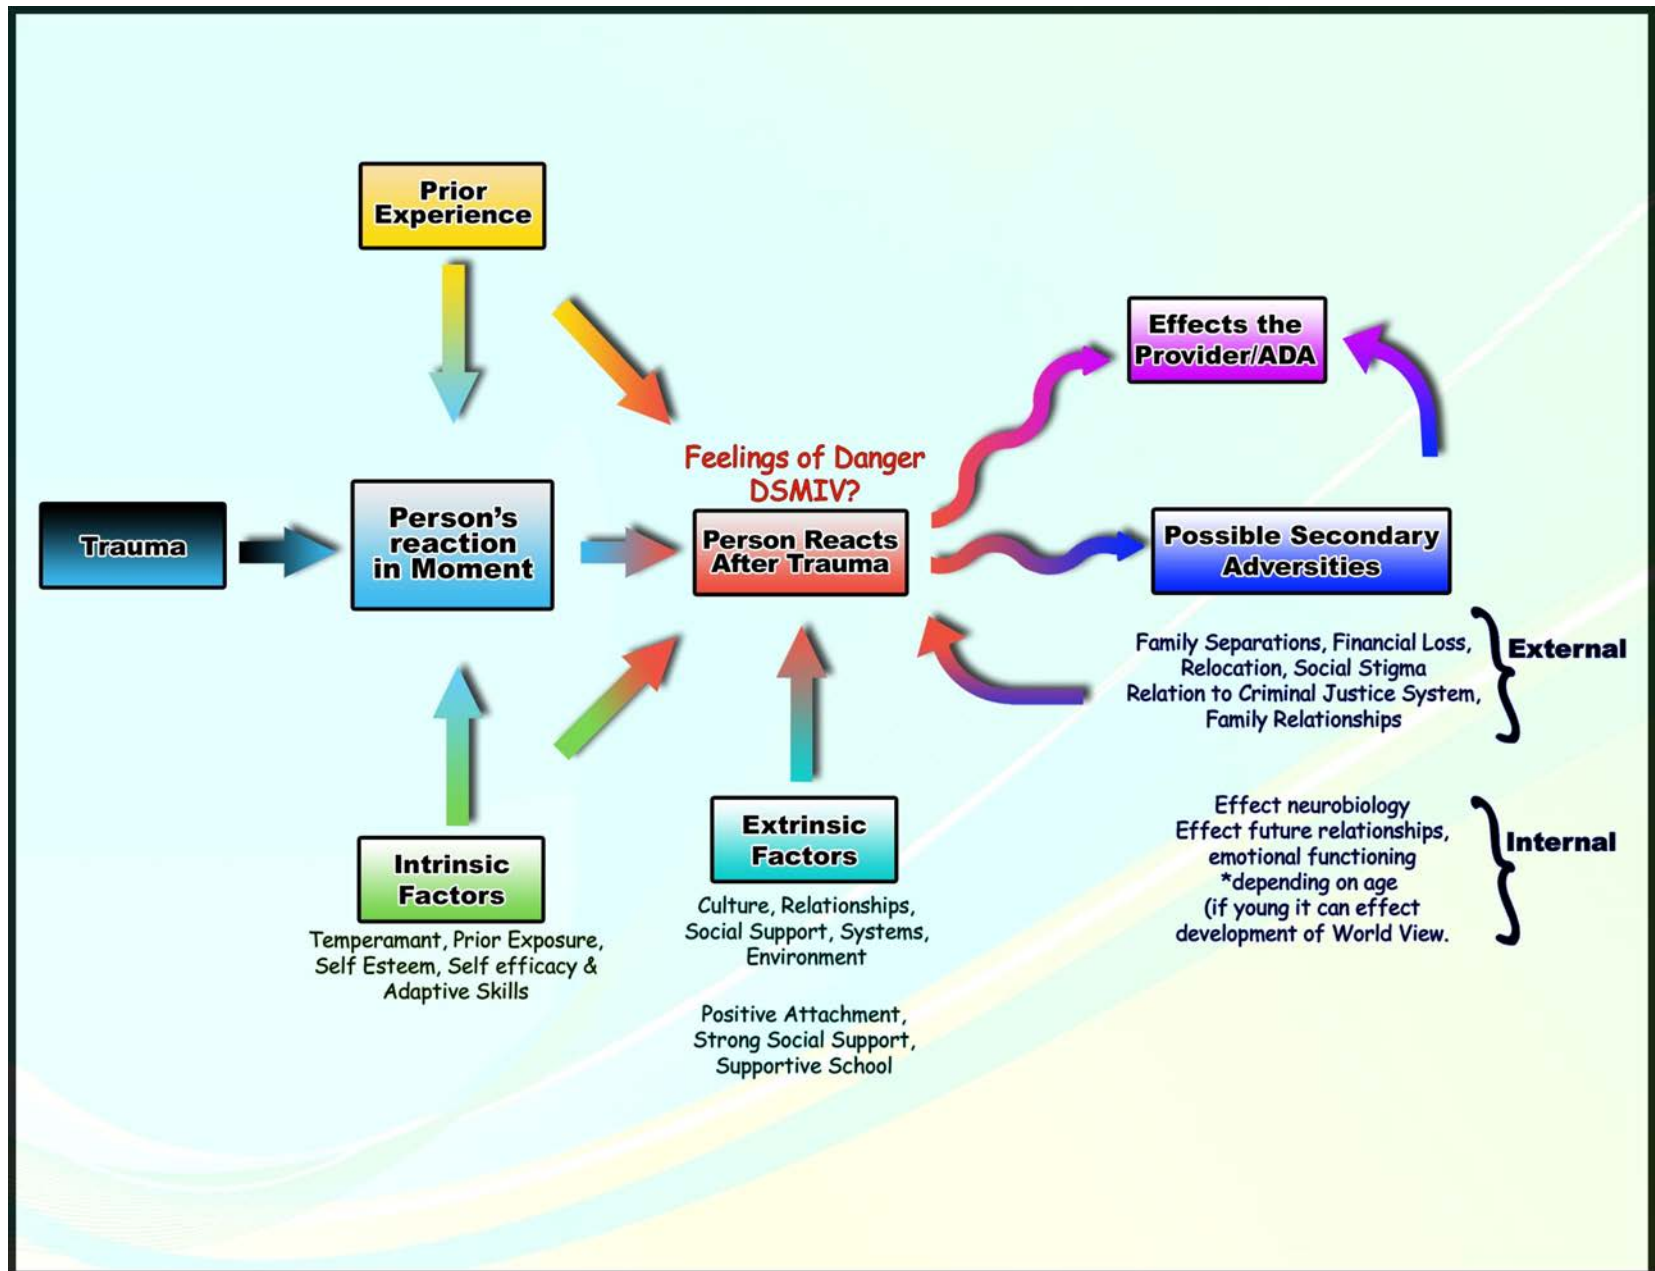 Prior
Experience
Effects the
Provider/ADA
Feelings of Danger
DSMIV?
Trauma
Person's
reaction
in Moment
Person Reacts
After Trauma
Possible Secondary
Adversities
Family Separations, Financial Loss,
Relocation, Social Stigma
Relation to Criminal Justice System,
Family Relationships
External
Intrinsic
Factors
Temperamant, Prior Exposure,
Self Esteem, Self efficacy &
Adaptive Skills
Extrinsic
Factors
Culture, Relationships,
Social Support, Systems,
Environment
Positive Attachment,
Strong Social Support,
Supportive School
Effect neurobiology
Effect future relationships,
emotional functioning
*depending on age
(if young it can effect
development of World View.
Internal